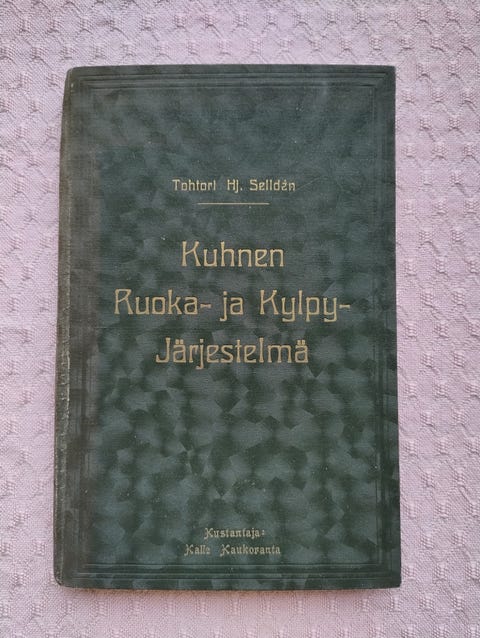 Tohtori Hj. Selldén
Kuhnen
Ruoka- ja Kylpy-
Järjestelmä
Kustantaja:
Kalle Kaukoranta